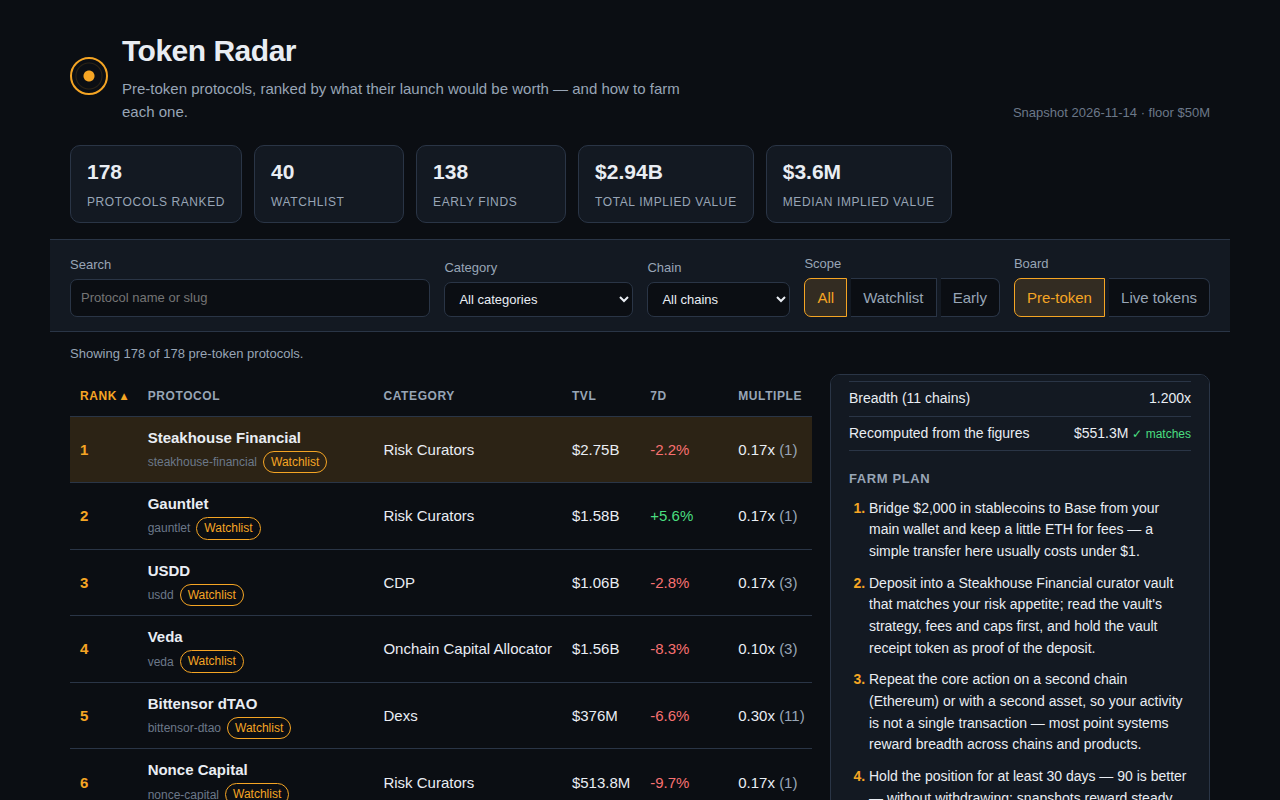 Token Radar
Pre-token protocols, ranked by what their launch would be worth — and how to farm
each one.
Snapshot 2026-11-14 · floor $50M
178
PROTOCOLS RANKED
40
WATCHLIST
138
EARLY FINDS
$2.94B
TOTAL IMPLIED VALUE
$3.6M
MEDIAN IMPLIED VALUE
Search
Protocol name or slug
Category
All categories
Chain
All chains
Scope
All Watchlist Early
Board
Pre-token Live tokens
Showing 178 of 178 pre-token protocols.
RANK ▲ PROTOCOL CATEGORY TVL 7D MULTIPLE
1 Steakhouse Financial Risk Curators $2.75B -2.2% 0.17x (1)
steakhouse-financial Watchlist
2 Gauntlet Risk Curators $1.58B +5.6% 0.17x (1)
gauntlet Watchlist
3 USDD CDP $1.06B -2.8% 0.17x (3)
usdd Watchlist
4 Veda Onchain Capital Allocator $1.56B -8.3% 0.10x (3)
veda Watchlist
5 Bittensor dTAO Dexs $376M -6.6% 0.30x (11)
bittensor-dtao Watchlist
6 Nonce Capital Risk Curators $513.8M -9.7% 0.17x (1)
nonce-capital Watchlist
Breadth (11 chains) 1.200x
Recomputed from the figures $551.3M ✓ matches
FARM PLAN
1. Bridge $2,000 in stablecoins to Base from your
main wallet and keep a little ETH for fees — a
simple transfer here usually costs under $1.
2. Deposit into a Steakhouse Financial curator vault
that matches your risk appetite; read the vault's
strategy, fees and caps first, and hold the vault
receipt token as proof of the deposit.
3. Repeat the core action on a second chain
(Ethereum) or with a second asset, so your activity
is not a single transaction — most point systems
reward breadth across chains and products.
4. Hold the position for at least 30 days — 90 is better
— without withdrawing; snapshots reward steady